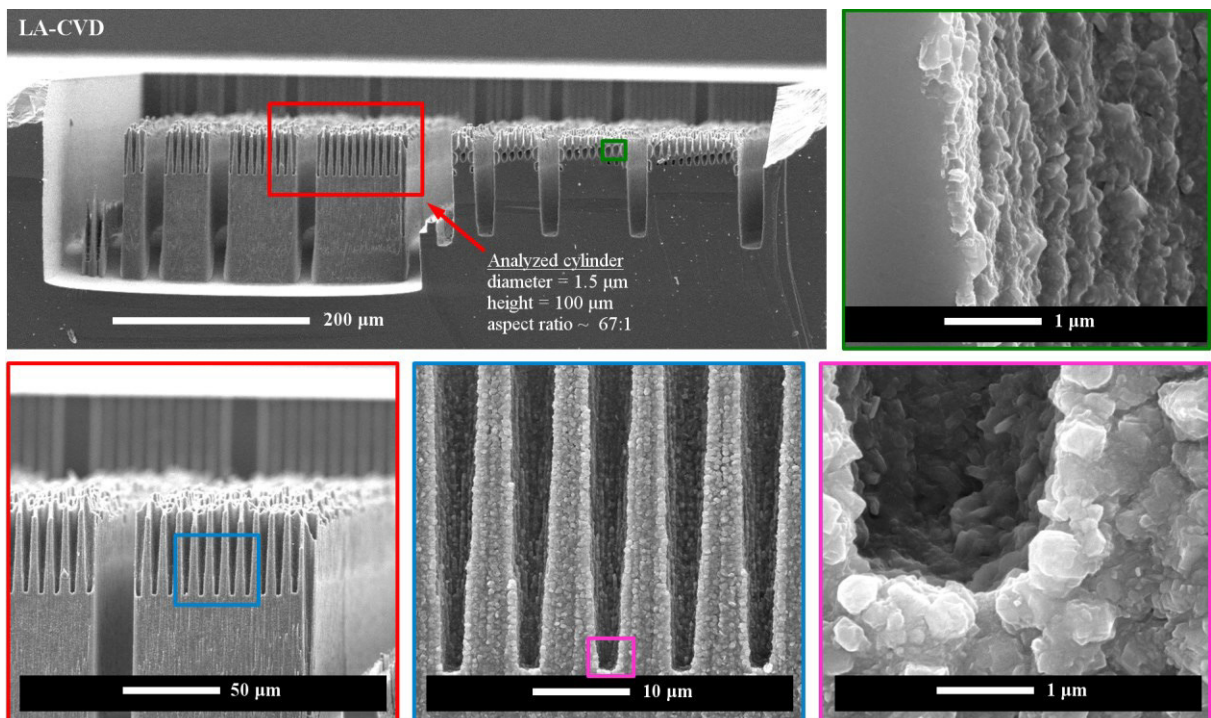 LA-CVD
Analyzed cylinder
diameter = 1.5 µm
height = 100 µm
aspect ratio ~ 67:1
200 µm
1 µm
50 µm
10 µm
1 µm